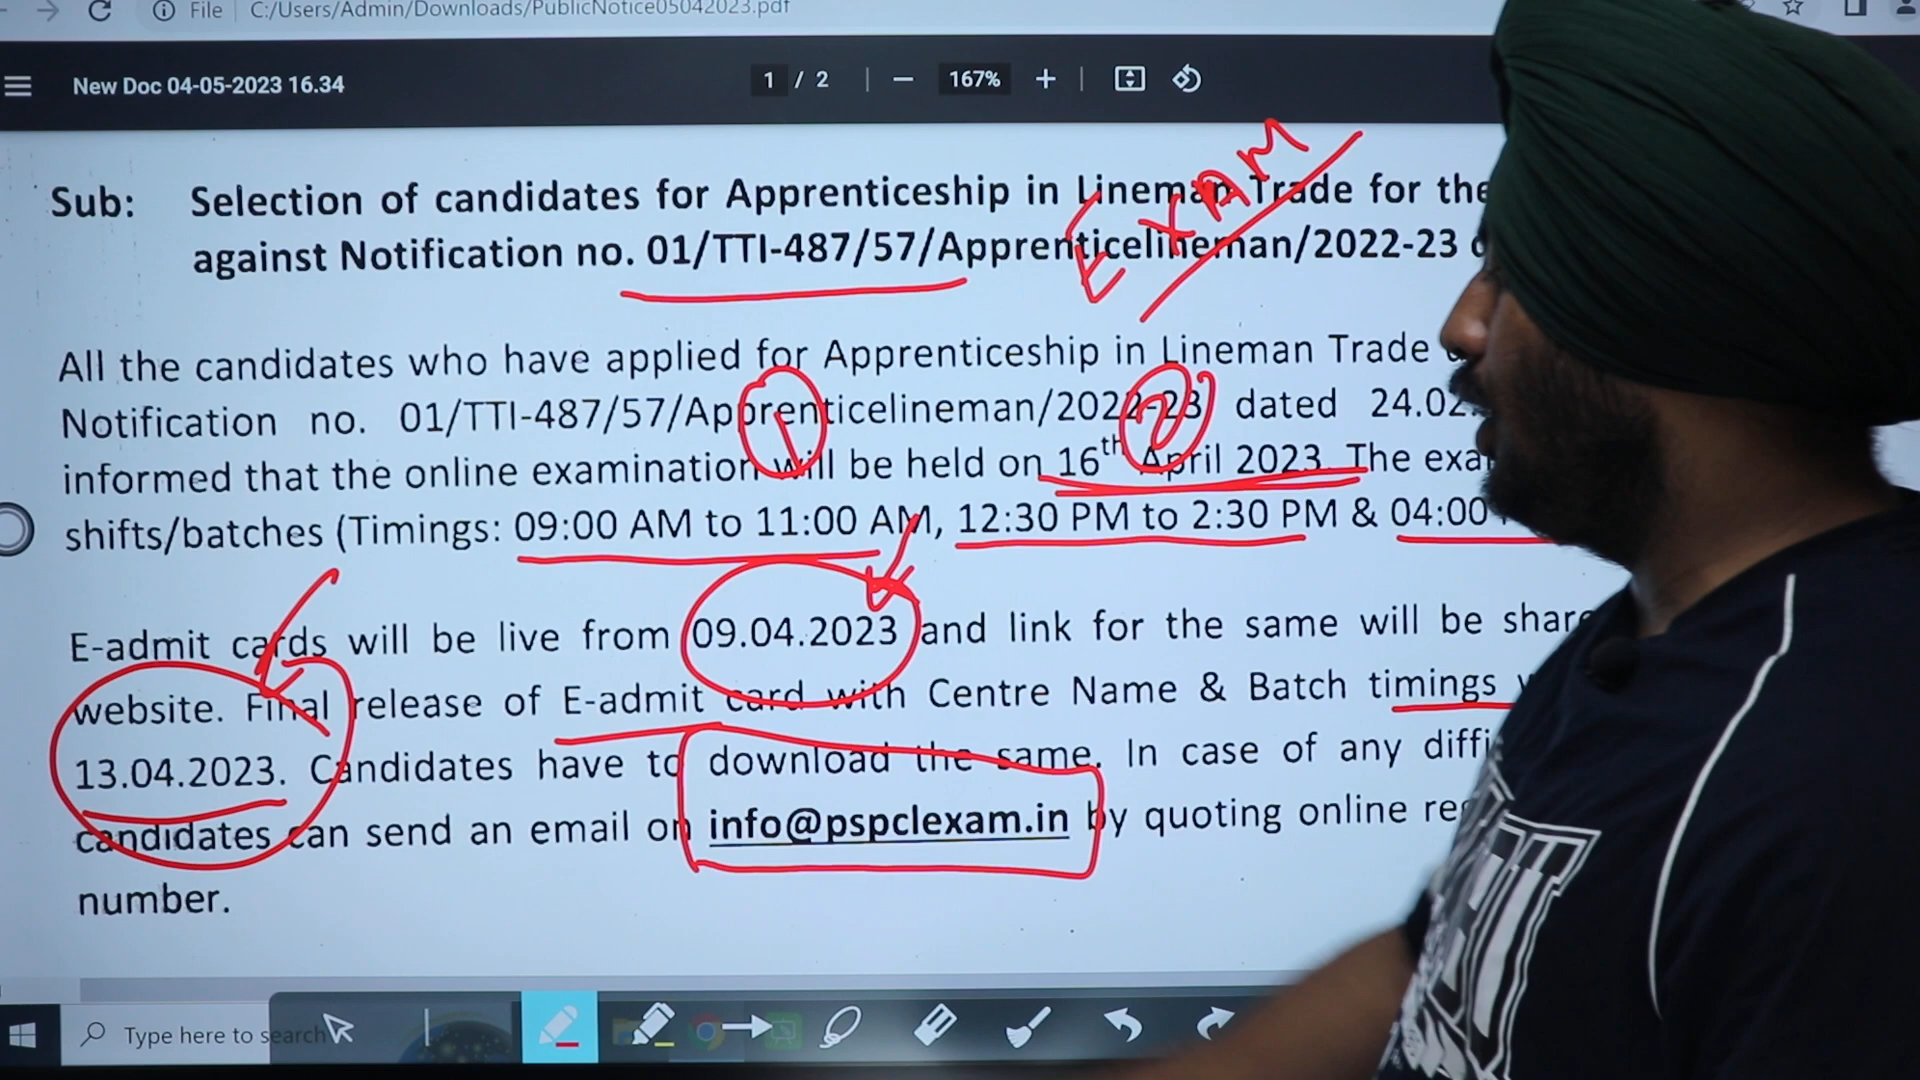 File C:/Users/Admin/Downloads/PublicNotice05042023.pdf
New Doc 04-05-2023 16.34 1 / 2 167%
EXAM
Sub: Selection of candidates for Apprenticeship in Lineman Trade for the
against Notification no. 01/TTI-487/57/Apprenticelineman/2022-23
All the candidates who have applied for Apprenticeship in Lineman Trade
1 2
Notification no. 01/TTI-487/57/Apprenticelineman/2022-23) dated 24.02.
informed that the online examination will be held on 16th April 2023. The exa
shifts/batches (Timings: 09:00 AM to 11:00 AM, 12:30 PM to 2:30 PM & 04:00
E-admit cards will be live from 09.04.2023 and link for the same will be share
website. Final release of E-admit card with Centre Name & Batch timings
13.04.2023. Candidates have to download the same. In case of any diffi
candidates can send an email on info@pspclexam.in by quoting online re
number.
Type here to search